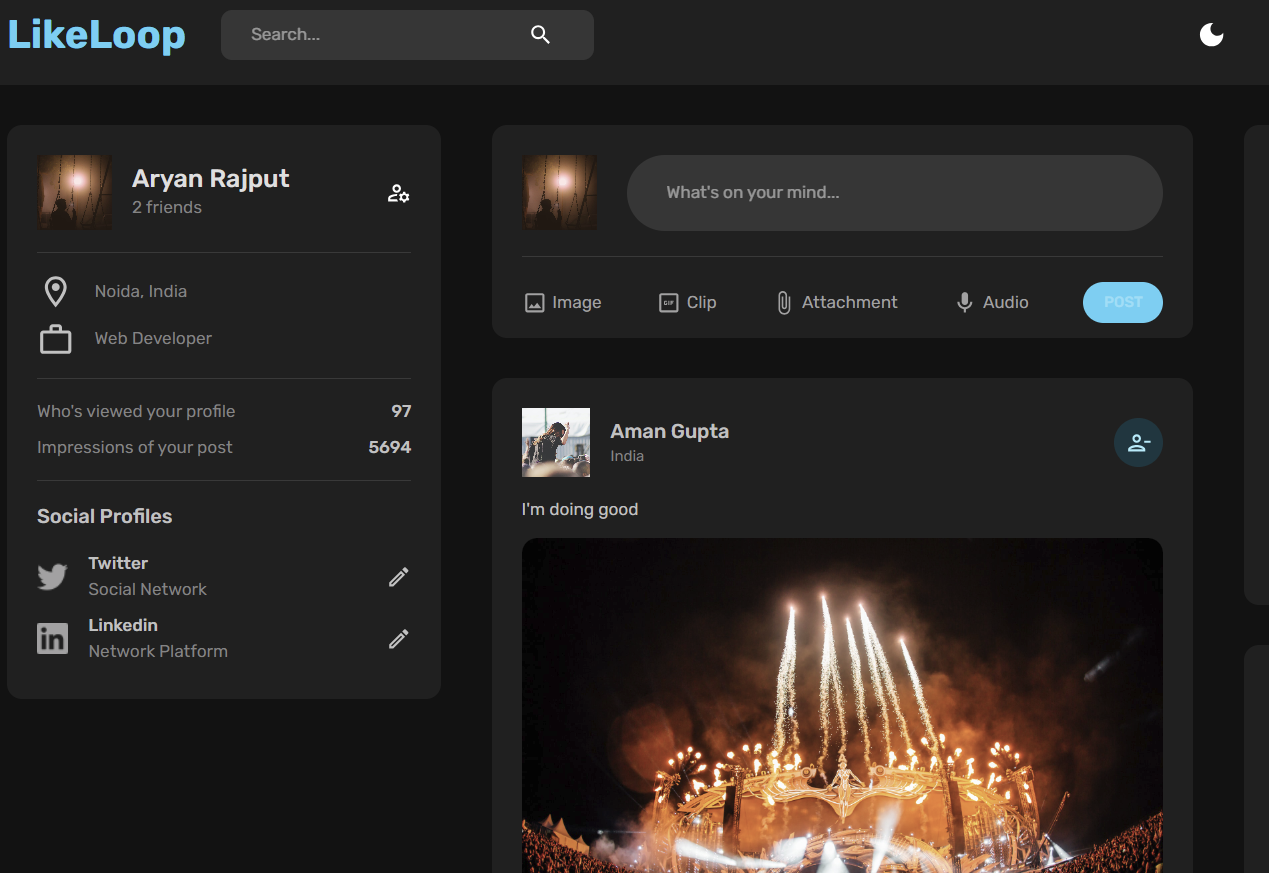 LikeLoop
Search...
Aryan Rajput
2 friends
Noida, India
Web Developer
Who's viewed your profile 97
Impressions of your post 5694
Social Profiles
Twitter
Social Network
Linkedin
Network Platform
What's on your mind...
Image GIF Clip Attachment Audio POST
Aman Gupta
India
I'm doing good